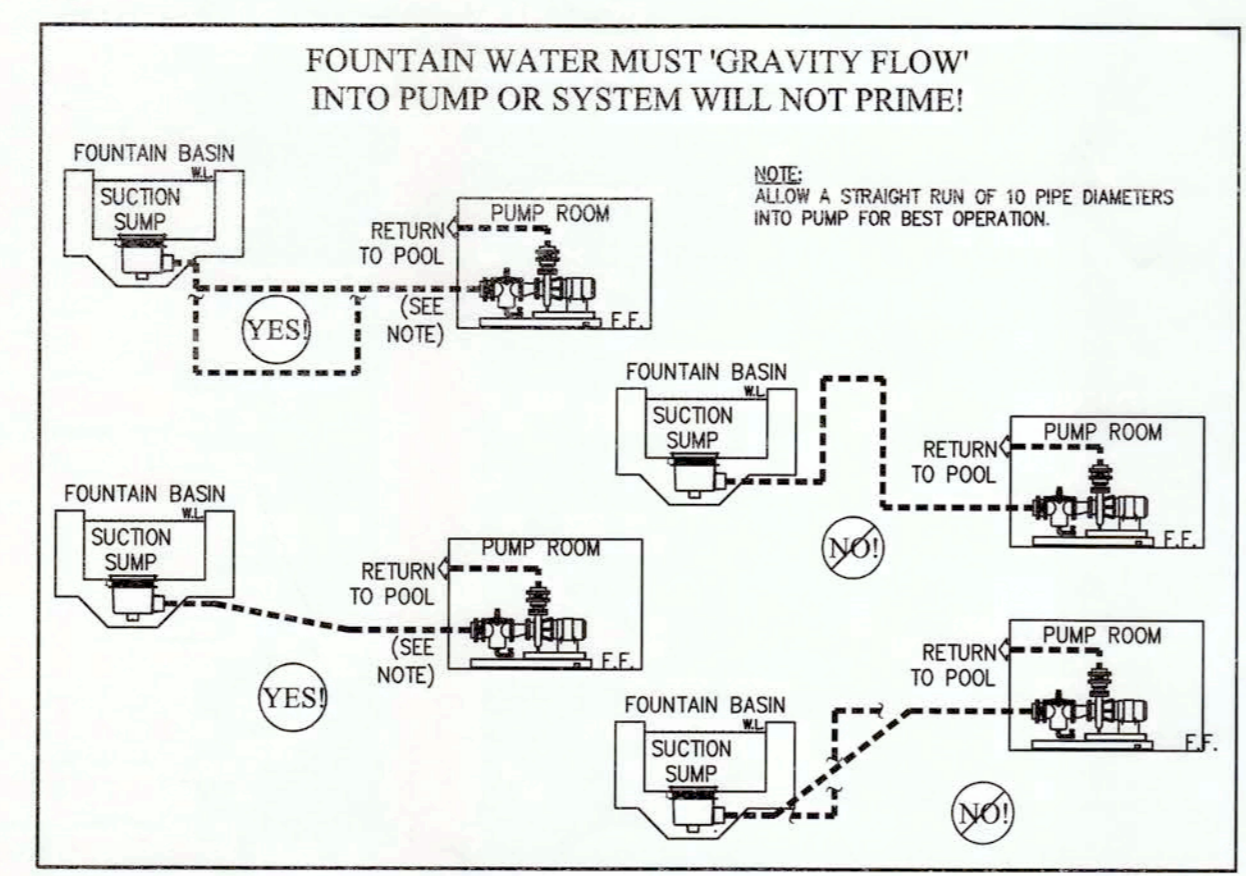 FOUNTAIN WATER MUST 'GRAVITY FLOW'
INTO PUMP OR SYSTEM WILL NOT PRIME!
NOTE:
ALLOW A STRAIGHT RUN OF 10 PIPE DIAMETERS
INTO PUMP FOR BEST OPERATION.
FOUNTAIN BASIN
W.L.
SUCTION
SUMP
RETURN
TO POOL
PUMP ROOM
(SEE
NOTE)
F.F.
YES!
FOUNTAIN BASIN
W.L.
SUCTION
SUMP
RETURN
TO POOL
PUMP ROOM
F.F.
NO!
FOUNTAIN BASIN
W.L.
SUCTION
SUMP
RETURN
TO POOL
PUMP ROOM
(SEE
NOTE)
F.F.
YES!
FOUNTAIN BASIN
W.L.
SUCTION
SUMP
RETURN
TO POOL
PUMP ROOM
F.F.
NO!